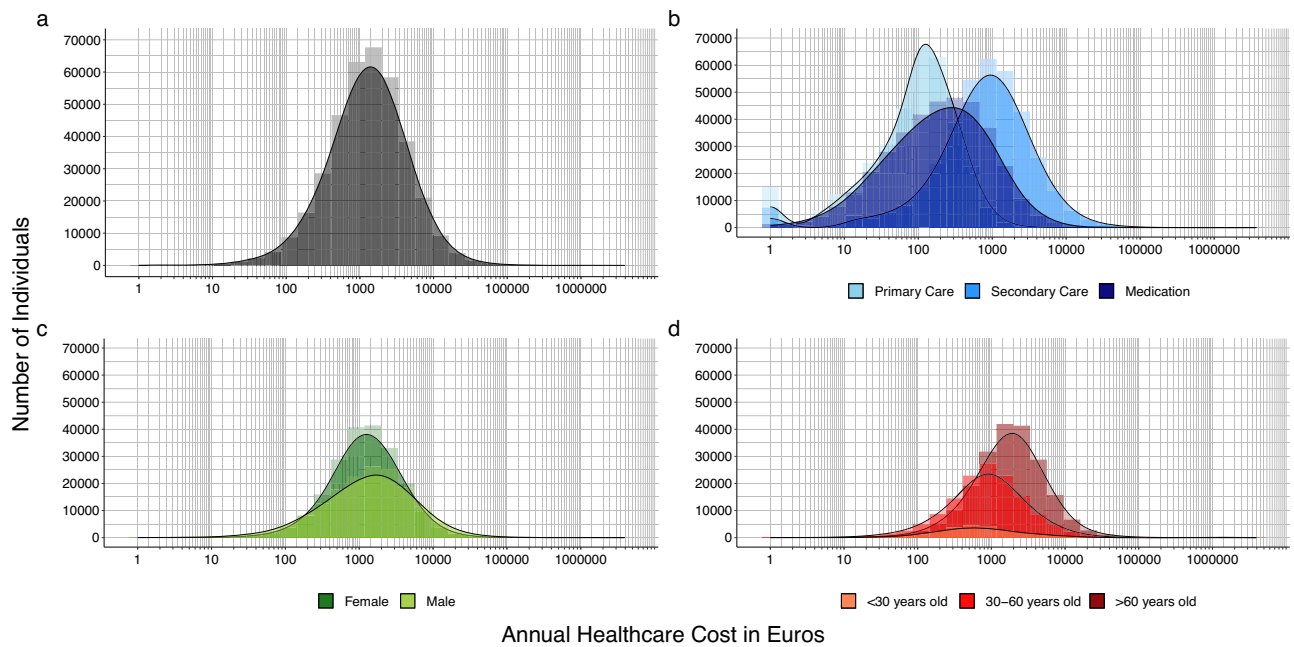 a
70000
60000
50000
40000
30000
20000
10000
0
1 10 100 1000 10000 100000 1000000
b
70000
60000
50000
40000
30000
20000
10000
0
1 10 100 1000 10000 100000 1000000
Primary Care Secondary Care Medication
Number of Individuals
c
70000
60000
50000
40000
30000
20000
10000
0
1 10 100 1000 10000 100000 1000000
Female Male
d
70000
60000
50000
40000
30000
20000
10000
0
1 10 100 1000 10000 100000 1000000
<30 years old 30−60 years old >60 years old
Annual Healthcare Cost in Euros